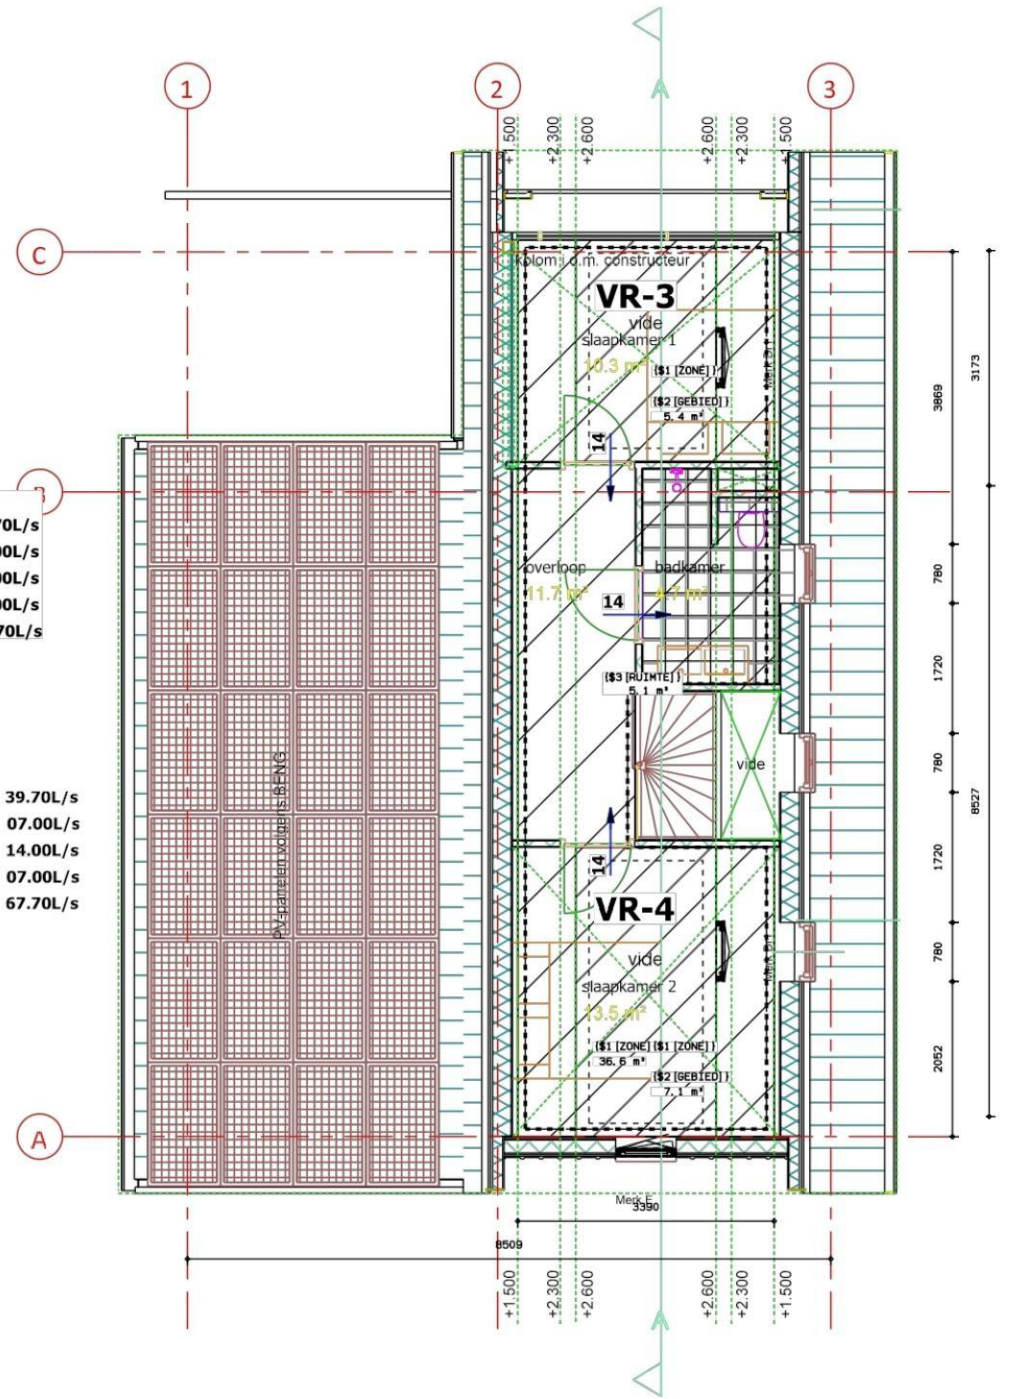 1
2
3
+1.500
+2.300
+2.600
+2.600
+2.300
+1.500
A
C
kolom i.o.m. constructeur
VR-3
vide
slaapkamer 1
10.3 m²
{$1 [ZONE]}
{$2 [GEBIED]}
5.4 m²
14
3869
3173
B
70L/s
00L/s
00L/s
00L/s
70L/s
overloop
11.7 m²
badkamer
4.7 m²
14
780
{$3 [RUIMTE]}
5.1 m²
1720
vide
780
8527
PV-panelen volgens BENG
39.70L/s
07.00L/s
14.00L/s
07.00L/s
67.70L/s
14
1720
VR-4
vide
slaapkamer 2
13.5 m²
780
{$1 [ZONE]
{$1 [ZONE]}
36.6 m²
{$2 [GEBIED]}
7.1 m²
2052
A
Merk E
3390
8509
+1.500
+2.300
+2.600
+2.600
+2.300
+1.500
A